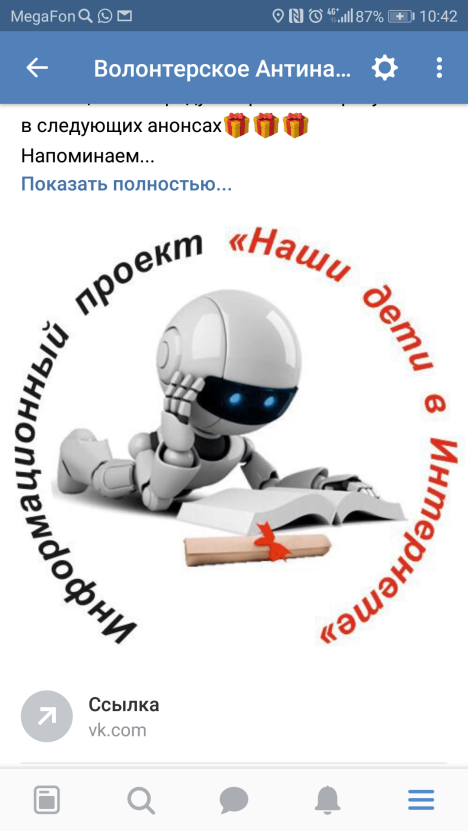 MegaFon
4G
87%
10:42
Волонтерское Антина...
в следующих анонсах
Напоминаем...
Показать полностью...
Информационный проект «Наши дети в Интернете»
Ссылка
vk.com